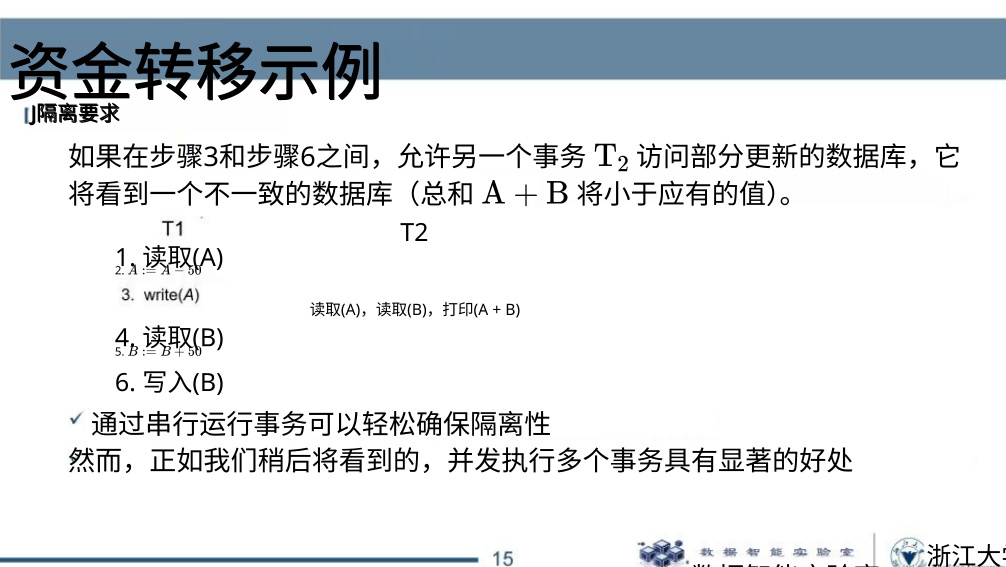 资金转移示例
隔离要求
如果在步骤3和步骤6之间，允许另一个事务 T₂ 访问部分更新的数据库，它
将看到一个不一致的数据库（总和 A + B 将小于应有的值）。
T1 T2
1. 读取(A)
2. A := A − 50
3. write(A)
读取(A)，读取(B)，打印(A + B)
4. 读取(B)
5. B := B + 50
6. 写入(B)
通过串行运行事务可以轻松确保隔离性
然而，正如我们稍后将看到的，并发执行多个事务具有显著的好处
15
数据智能实验室
浙江大学